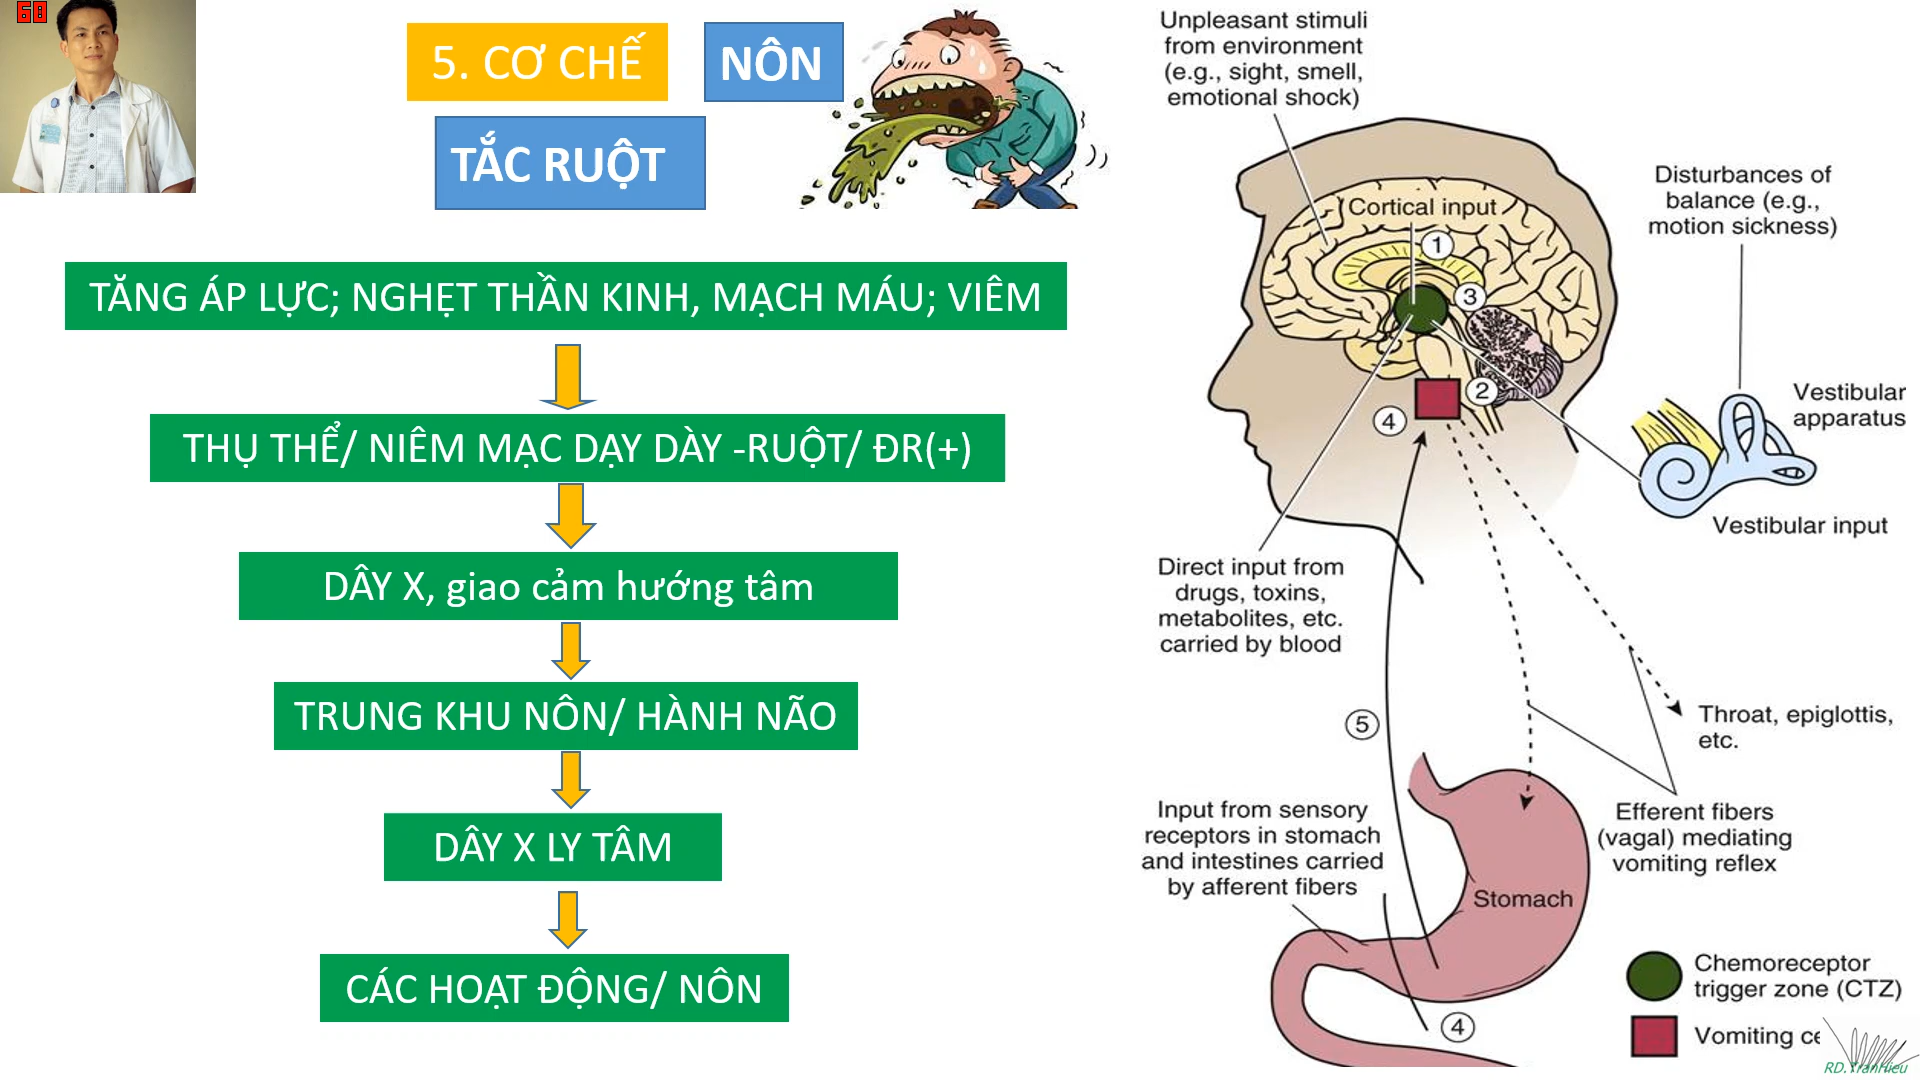 60
5. CƠ CHẾ
NÔN
TẮC RUỘT
TĂNG ÁP LỰC; NGHẸT THẦN KINH, MẠCH MÁU; VIÊM
THỤ THỂ/ NIÊM MẠC DẠY DÀY -RUỘT/ ĐR(+)
DÂY X, giao cảm hướng tâm
TRUNG KHU NÔN/ HÀNH NÃO
DÂY X LY TÂM
CÁC HOẠT ĐỘNG/ NÔN
Unpleasant stimuli
from environment
(e.g., sight, smell,
emotional shock)
Cortical input
1
3
2
4
Disturbances of
balance (e.g.,
motion sickness)
Vestibular
apparatus
Vestibular input
Direct input from
drugs, toxins,
metabolites, etc.
carried by blood
5
Throat, epiglottis,
etc.
Input from sensory
receptors in stomach
and intestines carried
by afferent fibers
Efferent fibers
(vagal) mediating
vomiting reflex
Stomach
4
Chemoreceptor
trigger zone (CTZ)
Vomiting ce
RD.TranHieu